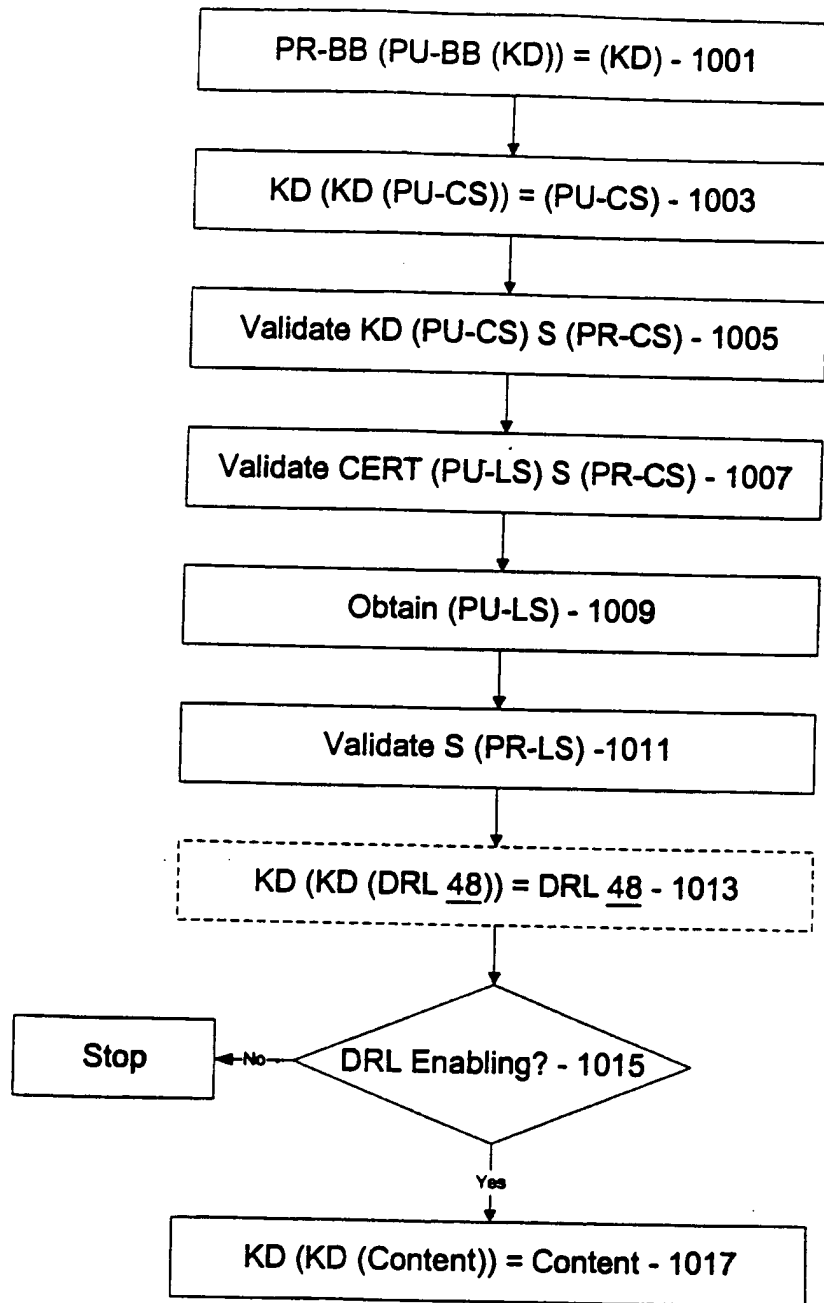 PR-BB (PU-BB (KD)) = (KD) - 1001
KD (KD (PU-CS)) = (PU-CS) - 1003
Validate KD (PU-CS) S (PR-CS) - 1005
Validate CERT (PU-LS) S (PR-CS) - 1007
Obtain (PU-LS) - 1009
Validate S (PR-LS) -1011
KD (KD (DRL 48)) = DRL 48 - 1013
DRL Enabling? - 1015
No
Stop
Yes
KD (KD (Content)) = Content - 1017